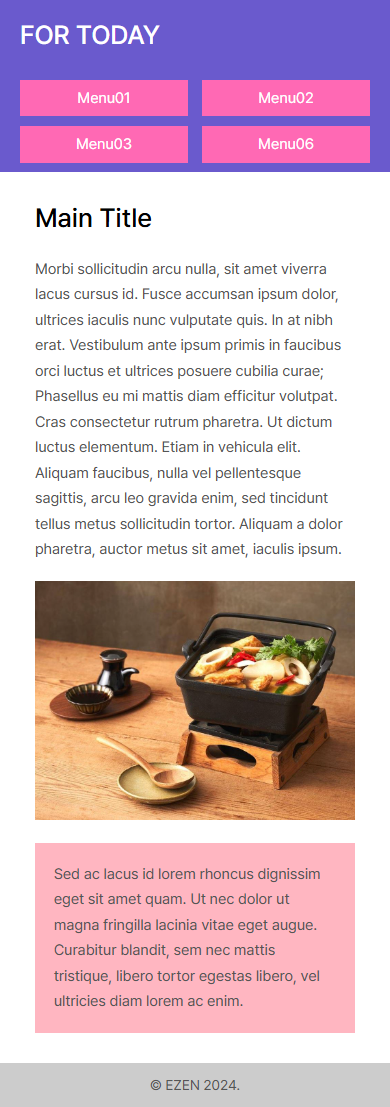 FOR TODAY
Menu01
Menu02
Menu03
Menu06
Main Title
Morbi sollicitudin arcu nulla, sit amet viverra
lacus cursus id. Fusce accumsan ipsum dolor,
ultrices iaculis nunc vulputate quis. In at nibh
erat. Vestibulum ante ipsum primis in faucibus
orci luctus et ultrices posuere cubilia curae;
Phasellus eu mi mattis diam efficitur volutpat.
Cras consectetur rutrum pharetra. Ut dictum
luctus elementum. Etiam in vehicula elit.
Aliquam faucibus, nulla vel pellentesque
sagittis, arcu leo gravida enim, sed tincidunt
tellus metus sollicitudin tortor. Aliquam a dolor
pharetra, auctor metus sit amet, iaculis ipsum.
Sed ac lacus id lorem rhoncus dignissim
eget sit amet quam. Ut nec dolor ut
magna fringilla lacinia vitae eget augue.
Curabitur blandit, sem nec mattis
tristique, libero tortor egestas libero, vel
ultricies diam lorem ac enim.
© EZEN 2024.